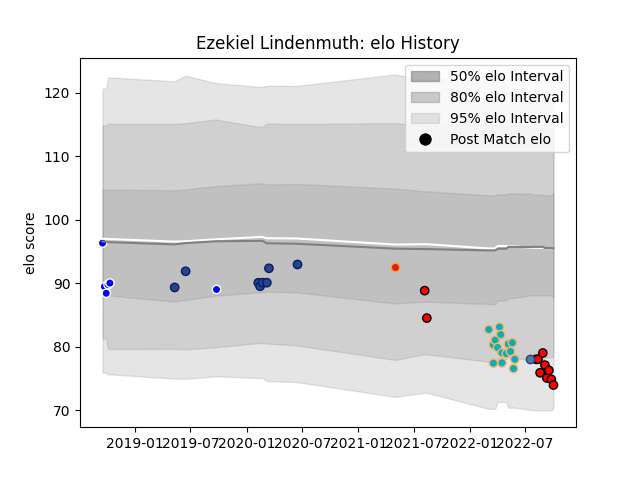 Ezekiel Lindenmuth: elo History
50% elo Interval
80% elo Interval
95% elo Interval
Post Match elo
elo score
120
110
100
90
80
70
2019-01 2019-07 2020-01 2020-07 2021-01 2021-07 2022-01 2022-07